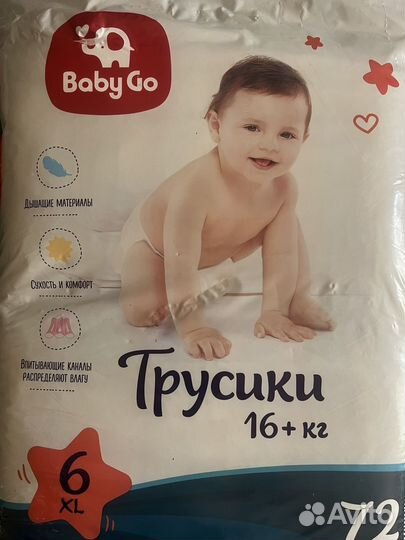 Baby Go
Дышащие материалы
Сухость и комфорт
Впитывающие каналы
распределяют влагу
Трусики
16+ кг
6
XL
72
Avito